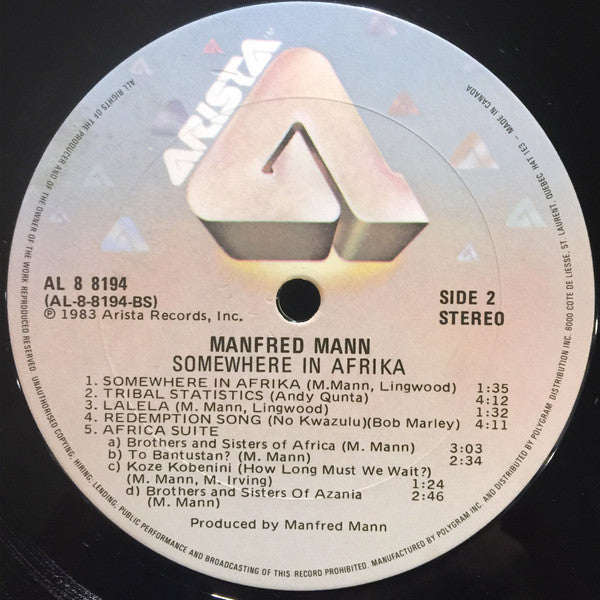 ARISTA
AL 8 8194
(AL-8-8194-BS)
℗ 1983 Arista Records, Inc.
SIDE 2
STEREO
MANFRED MANN
SOMEWHERE IN AFRIKA
1. SOMEWHERE IN AFRIKA (M.Mann, Lingwood) 1:35
2. TRIBAL STATISTICS (Andy Qunta) 4:12
3. LALELA (M. Mann, Lingwood) 1:32
4. REDEMPTION SONG (No Kwazulu)(Bob Marley) 4:11
5. AFRICA SUITE
a) Brothers and Sisters of Africa (M. Mann) 3:03
b) To Bantustan? (M. Mann) 2:34
c) Koze Kobenini (How Long Must We Wait?)
(M. Mann, M. Irving) 1:24
d) Brothers and Sisters Of Azania 2:46
(M. Mann)
Produced by Manfred Mann
ALL RIGHTS OF THE PRODUCER AND OF THE OWNER OF THE WORK REPRODUCED RESERVED. UNAUTHORISED COPYING, HIRING, LENDING, PUBLIC PERFORMANCE AND BROADCASTING OF THIS RECORD PROHIBITED. MANUFACTURED BY POLYGRAM INC. AND DISTRIBUTED BY POLYGRAM DISTRIBUTION INC. 6000 COTE DE LIESSE, ST. LAURENT, QUEBEC, H4T 1E3 – MADE IN CANADA